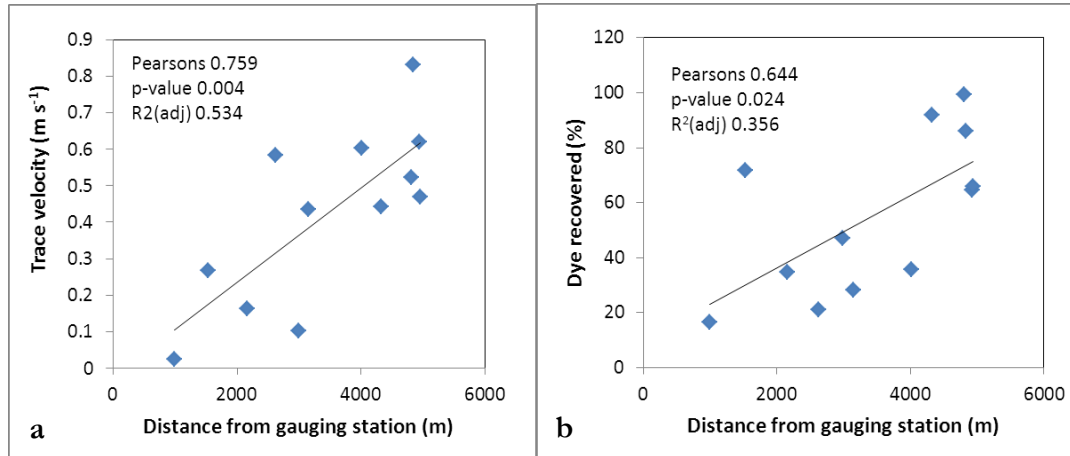 0.9
0.8
0.7
0.6
0.5
0.4
0.3
0.2
0.1
0
Trace velocity (m s⁻¹)
Pearsons 0.759
p-value 0.004
R2(adj) 0.534
0 2000 4000 6000
Distance from gauging station (m)
a
120
100
80
60
40
20
0
Dye recovered (%)
Pearsons 0.644
p-value 0.024
R²(adj) 0.356
0 2000 4000 6000
Distance from gauging station (m)
b